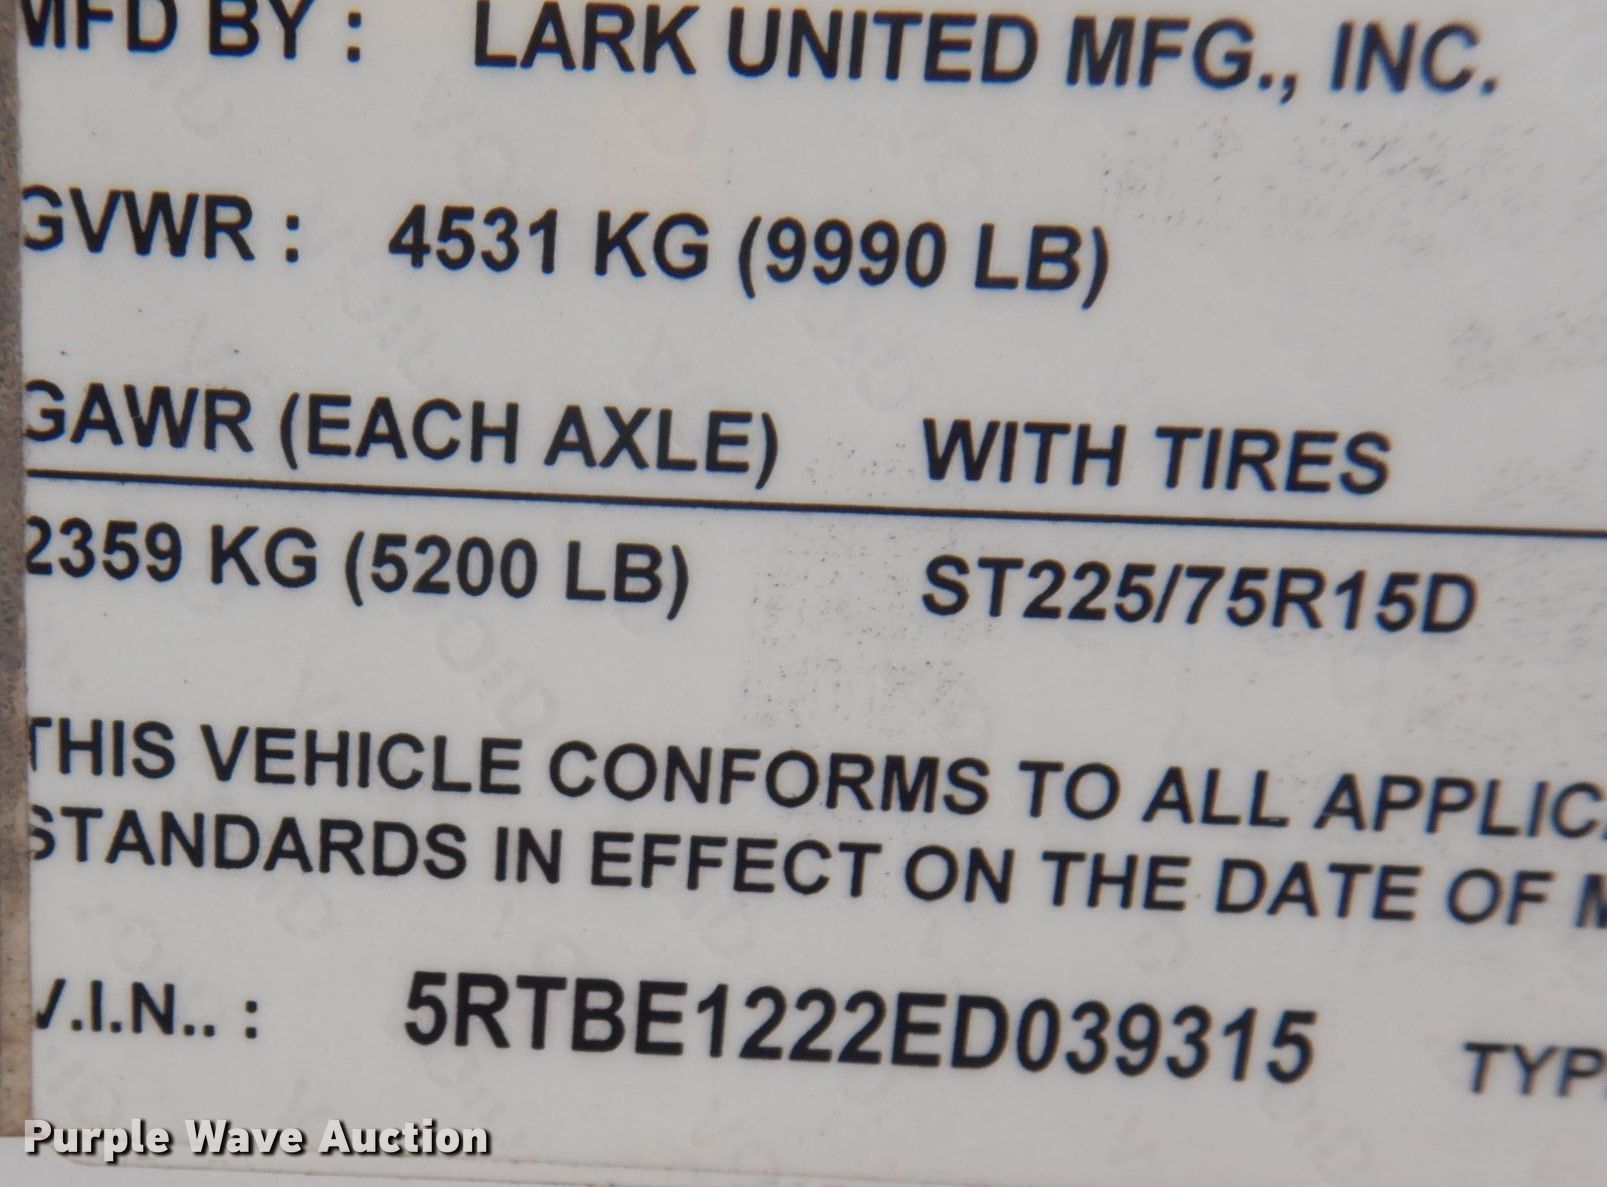 MFD BY : LARK UNITED MFG., INC.
GVWR : 4531 KG (9990 LB)
GAWR (EACH AXLE) WITH TIRES
2359 KG (5200 LB) ST225/75R15D
THIS VEHICLE CONFORMS TO ALL APPLICA
STANDARDS IN EFFECT ON THE DATE OF M
V.I.N.. : 5RTBE1222ED039315 TYP
Purple Wave Auction